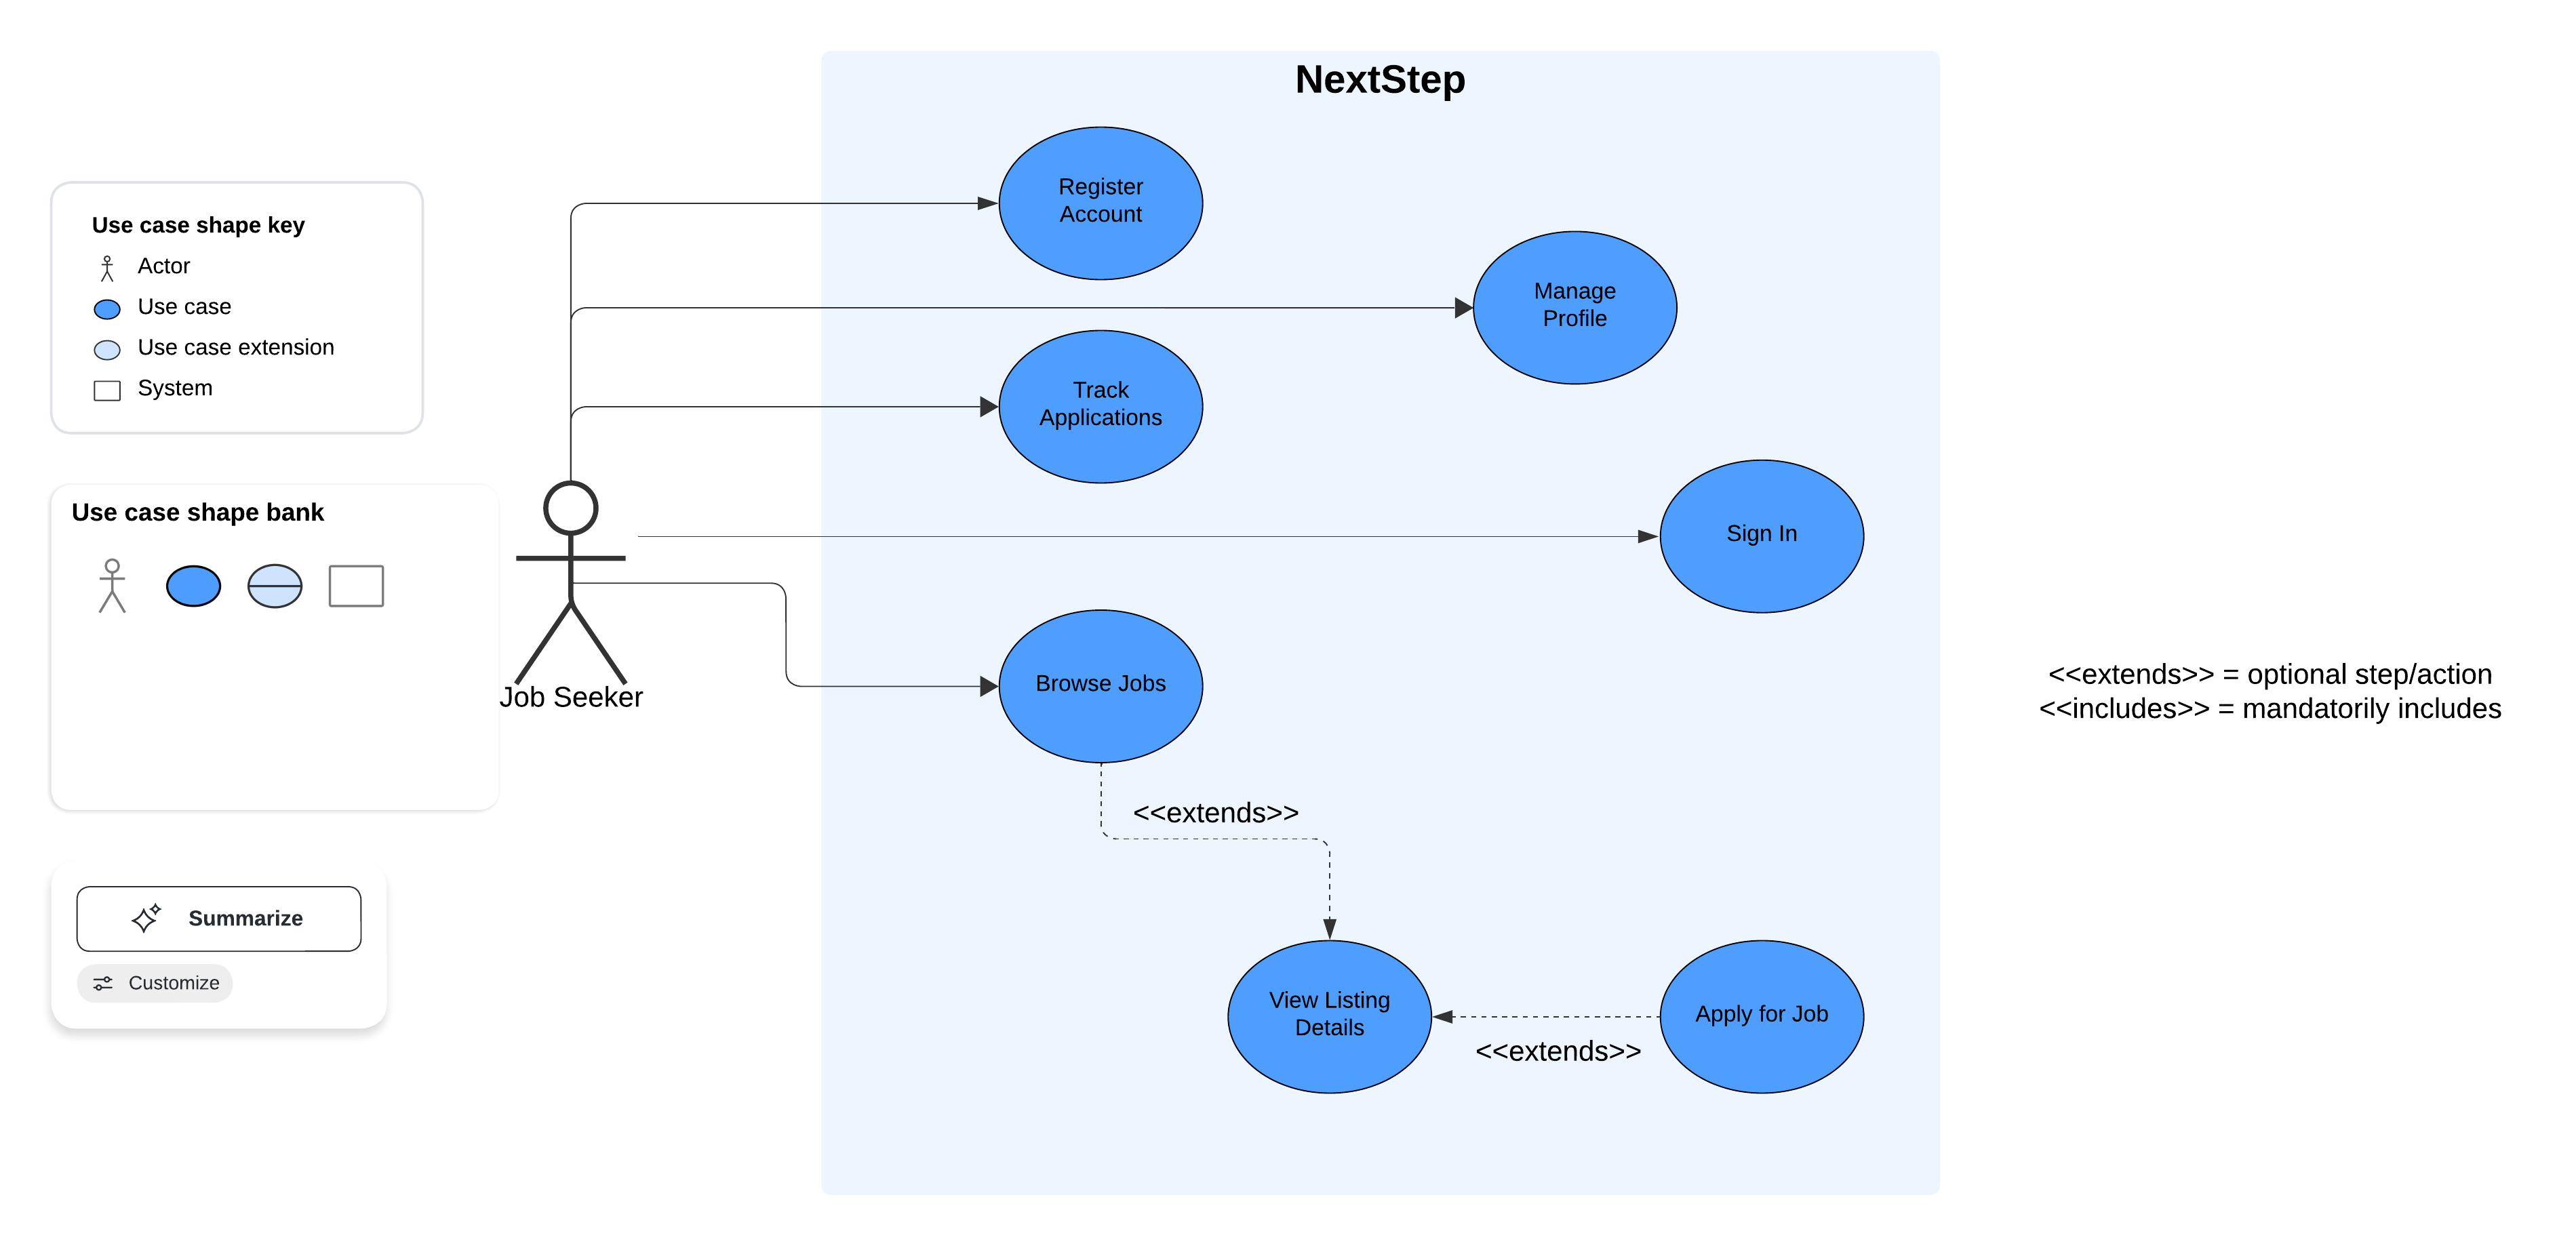 NextStep
Use case shape key
Actor
Use case
Use case extension
System
Use case shape bank
Summarize
Customize
Job Seeker
Register
Account
Manage
Profile
Track
Applications
Sign In
Browse Jobs
<<extends>>
View Listing
Details
Apply for Job
<<extends>>
<<extends>> = optional step/action
<<includes>> = mandatorily includes